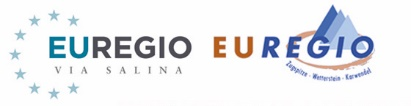 EUREGIO
VIA SALINA
EUREGIO
Zugspitze - Wetterstein - Karwendel